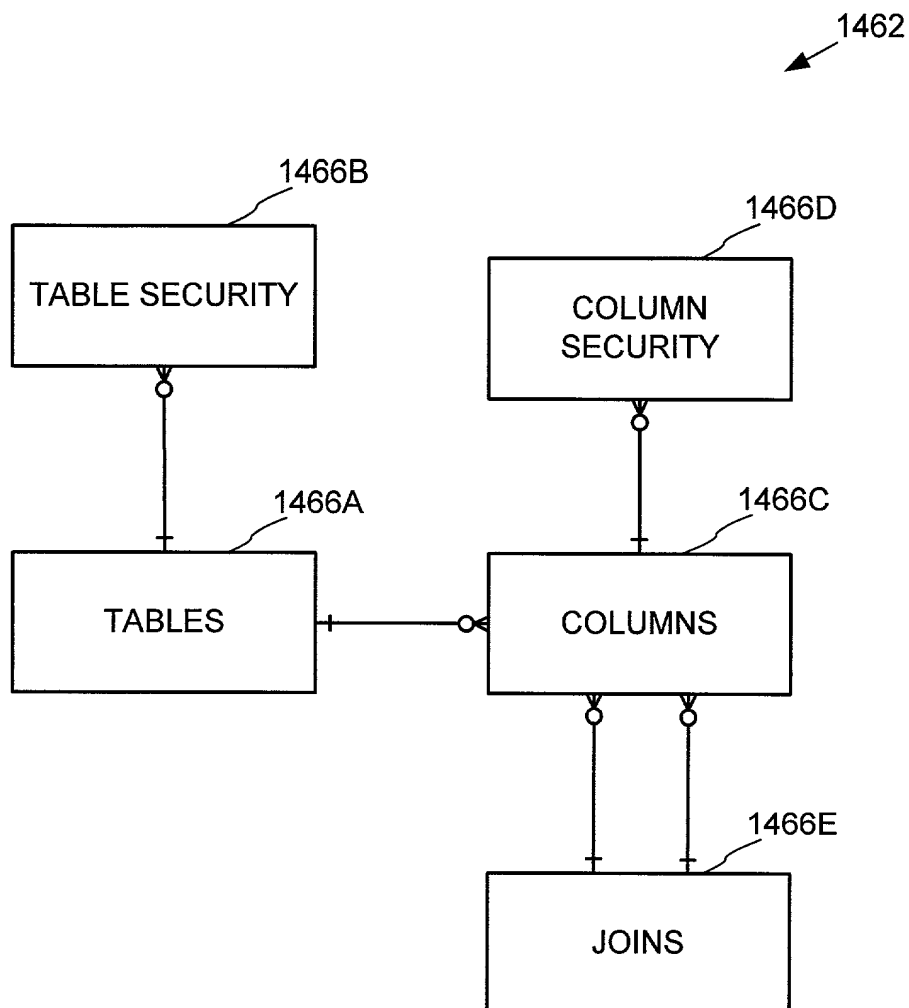 1462
1466B
1466D
TABLE SECURITY
COLUMN
SECURITY
1466A
1466C
TABLES
COLUMNS
1466E
JOINS